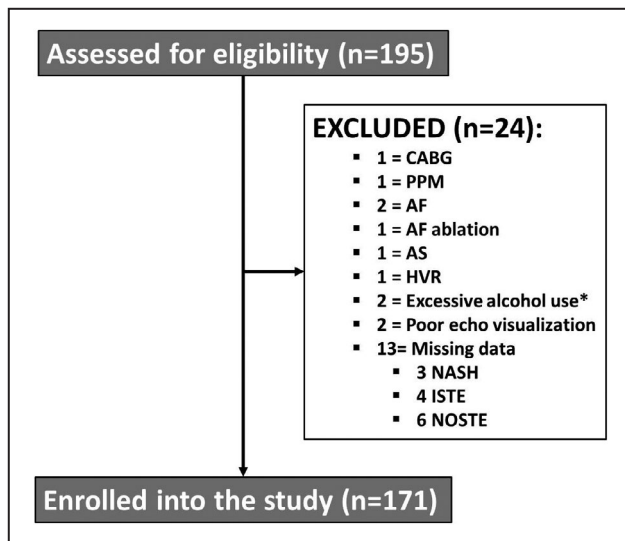 Assessed for eligibility (n=195)
EXCLUDED (n=24):
▪ 1 = CABG
▪ 1 = PPM
▪ 2 = AF
▪ 1 = AF ablation
▪ 1 = AS
▪ 1 = HVR
▪ 2 = Excessive alcohol use*
▪ 2 = Poor echo visualization
▪ 13= Missing data
▪ 3 NASH
▪ 4 ISTE
▪ 6 NOSTE
Enrolled into the study (n=171)